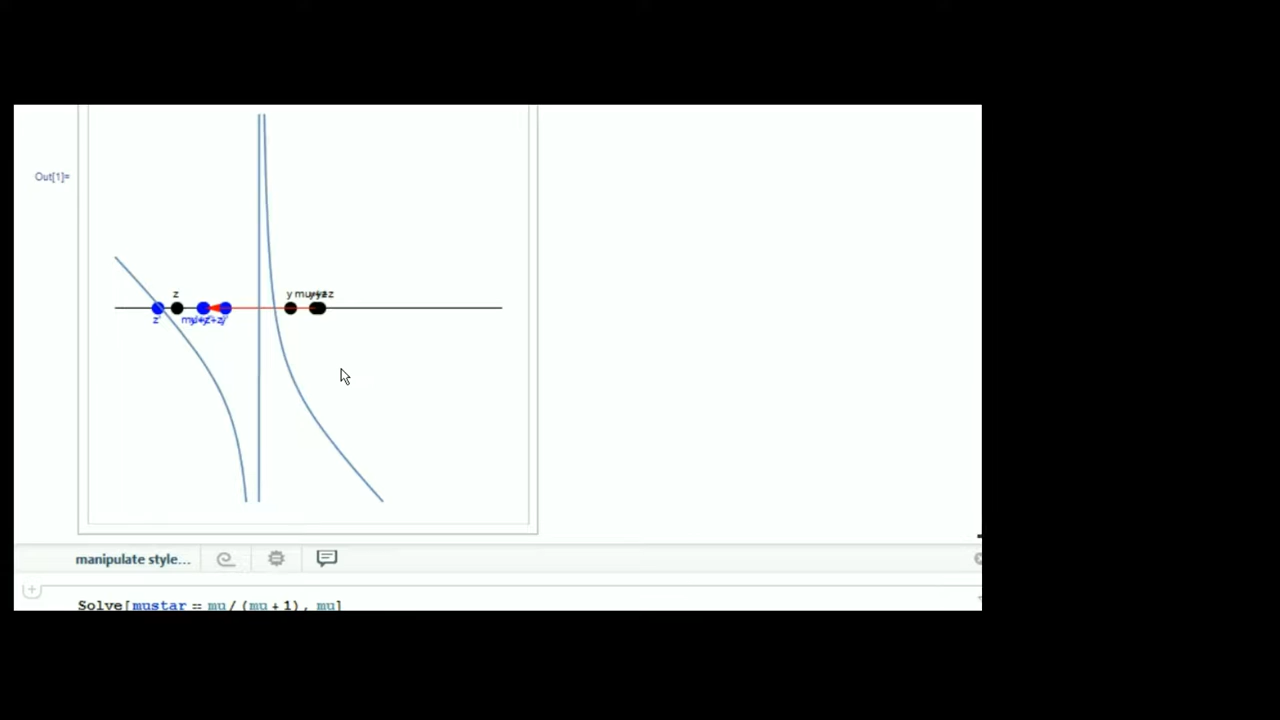 Out[1]=
z
y
z'
manipulate style...
Solve[mustar == mu / (mu + 1), mu]